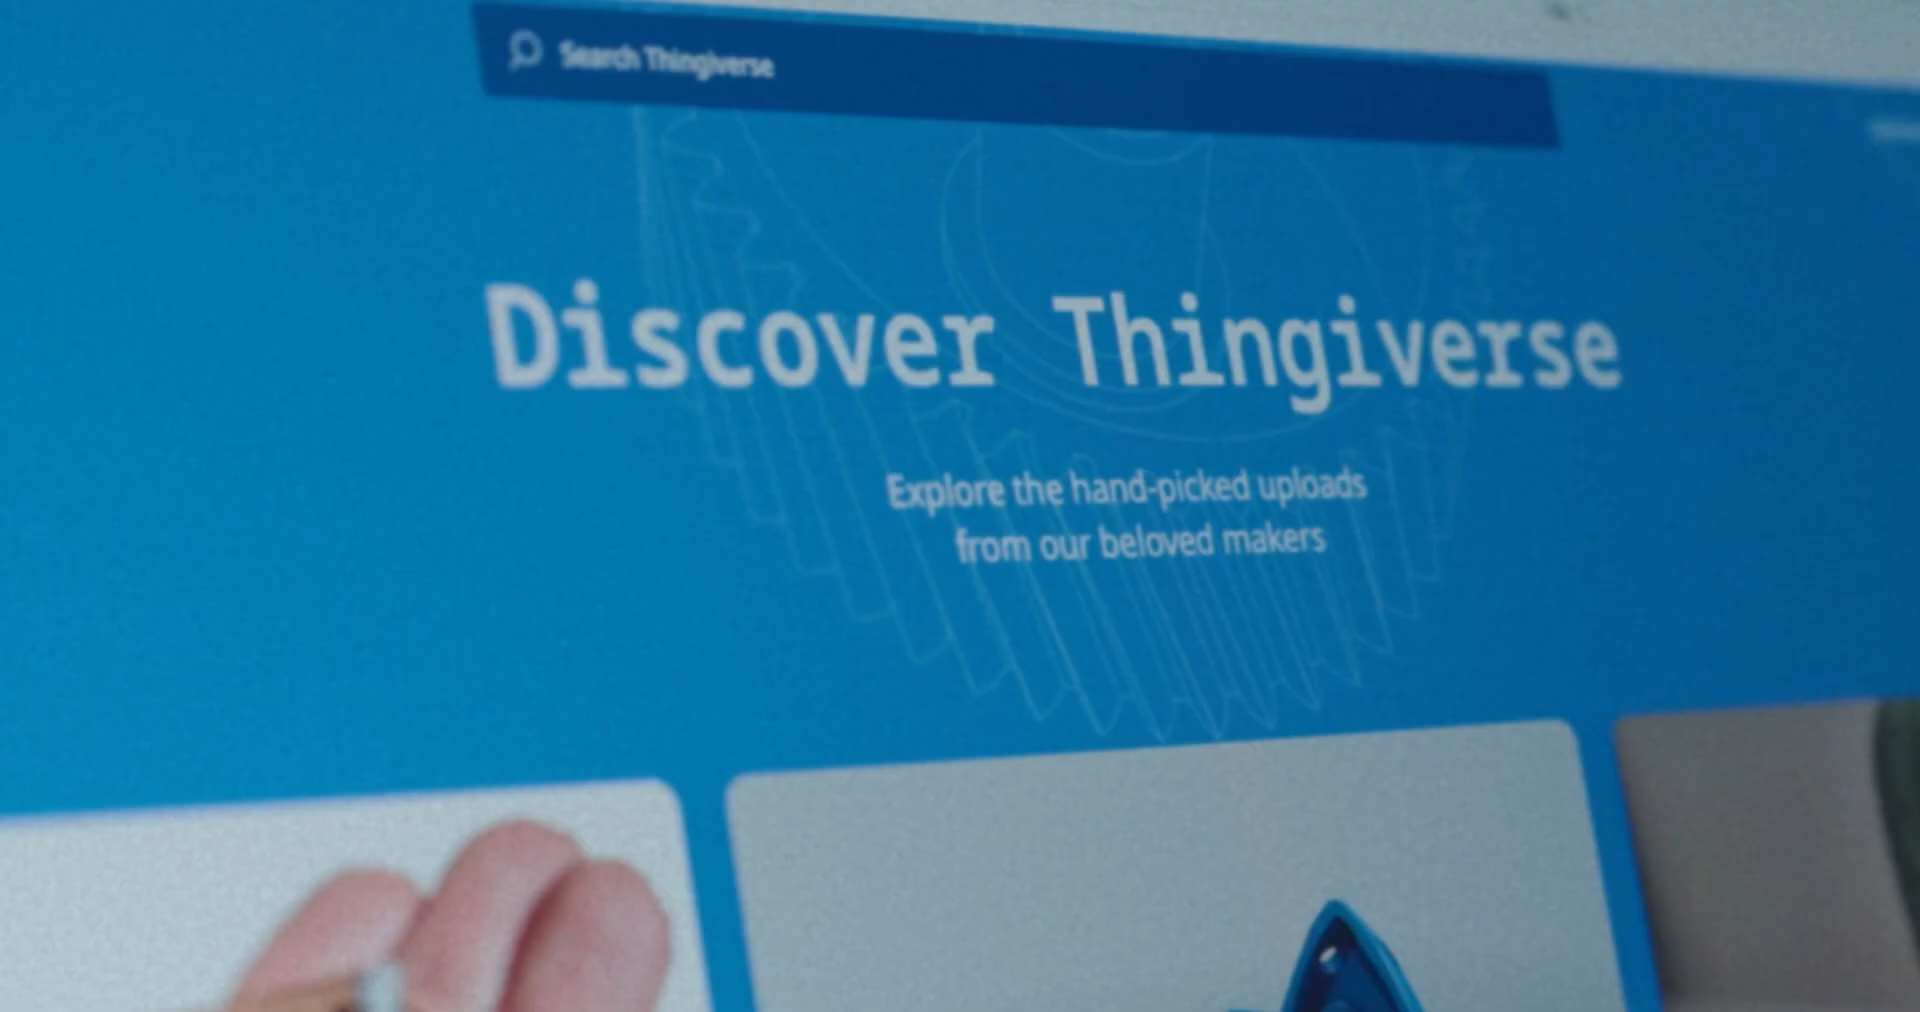 Search Thingiverse
Discover Thingiverse
Explore the hand-picked uploads
from our beloved makers